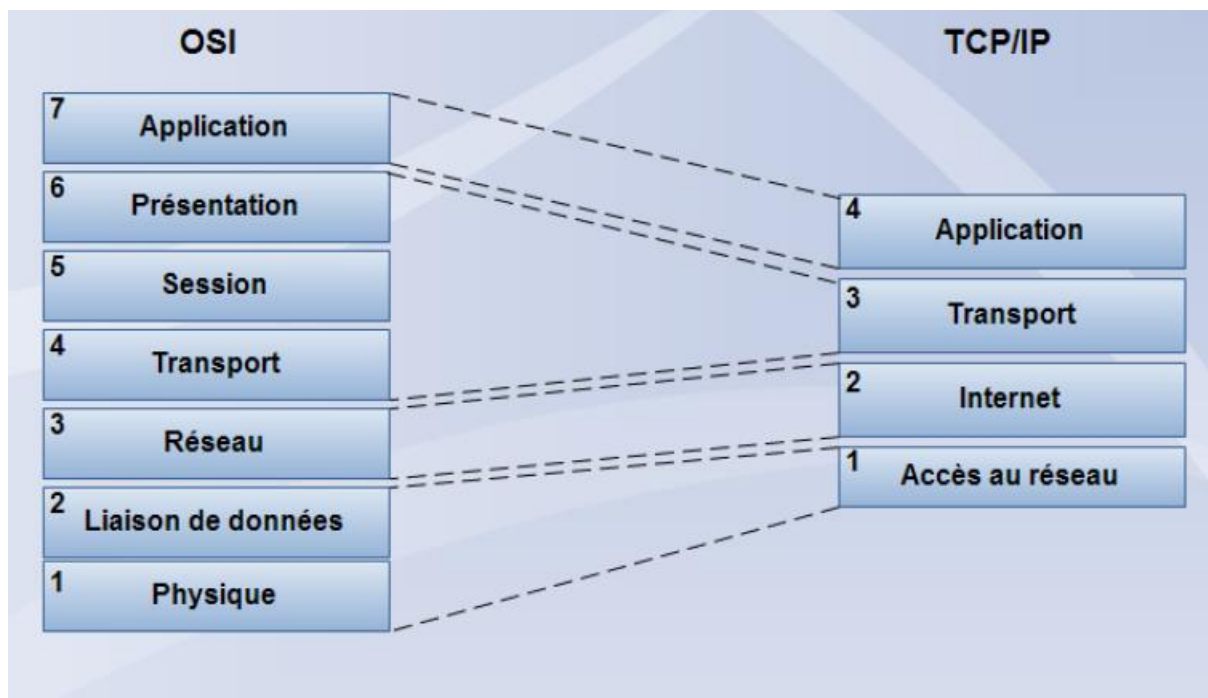 OSI
TCP/IP
7
Application
6
Présentation
5
Session
4
Transport
3
Réseau
2
Liaison de données
1
Physique
4
Application
3
Transport
2
Internet
1
Accès au réseau